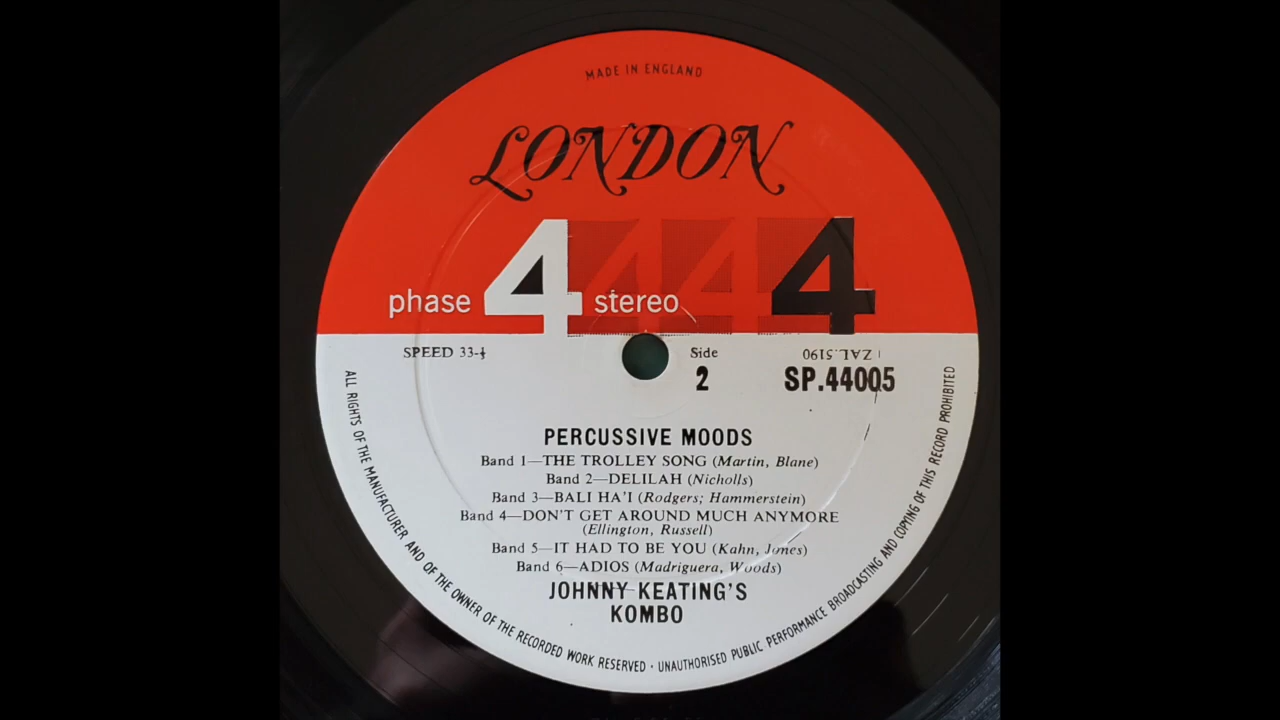 MADE IN ENGLAND
LONDON
phase 4 stereo 4 4 4
SPEED 33-⅓
Side
2
ZAL.5190
SP.44005
PERCUSSIVE MOODS
Band 1—THE TROLLEY SONG (Martin, Blane)
Band 2—DELILAH (Nicholls)
Band 3—BALI HA'I (Rodgers; Hammerstein)
Band 4—DON'T GET AROUND MUCH ANYMORE
(Ellington, Russell)
Band 5—IT HAD TO BE YOU (Kahn, Jones)
Band 6—ADIOS (Madriguera, Woods)
JOHNNY KEATING'S
KOMBO
ALL RIGHTS OF THE MANUFACTURER AND OF THE OWNER OF THE RECORDED WORK RESERVED · UNAUTHORISED PUBLIC PERFORMANCE BROADCASTING AND COPYING OF THIS RECORD PROHIBITED